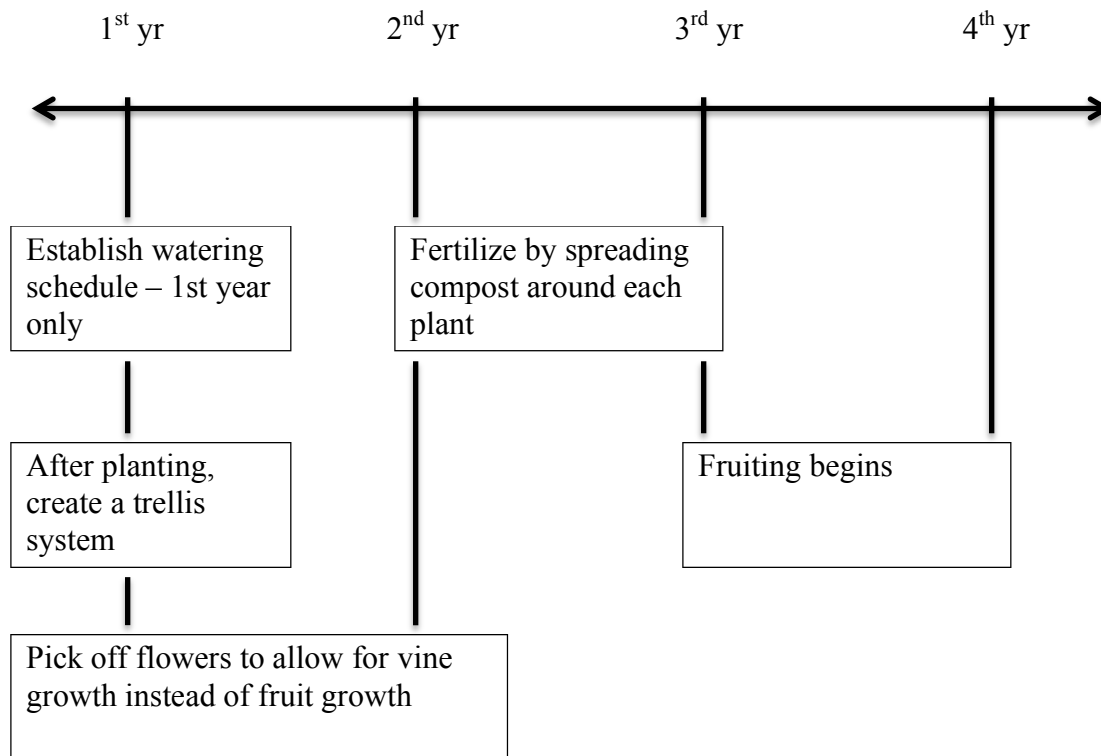 1st yr 2nd yr 3rd yr 4th yr
Establish watering
schedule – 1st year
only
Fertilize by spreading
compost around each
plant
After planting,
create a trellis
system
Fruiting begins
Pick off flowers to allow for vine
growth instead of fruit growth